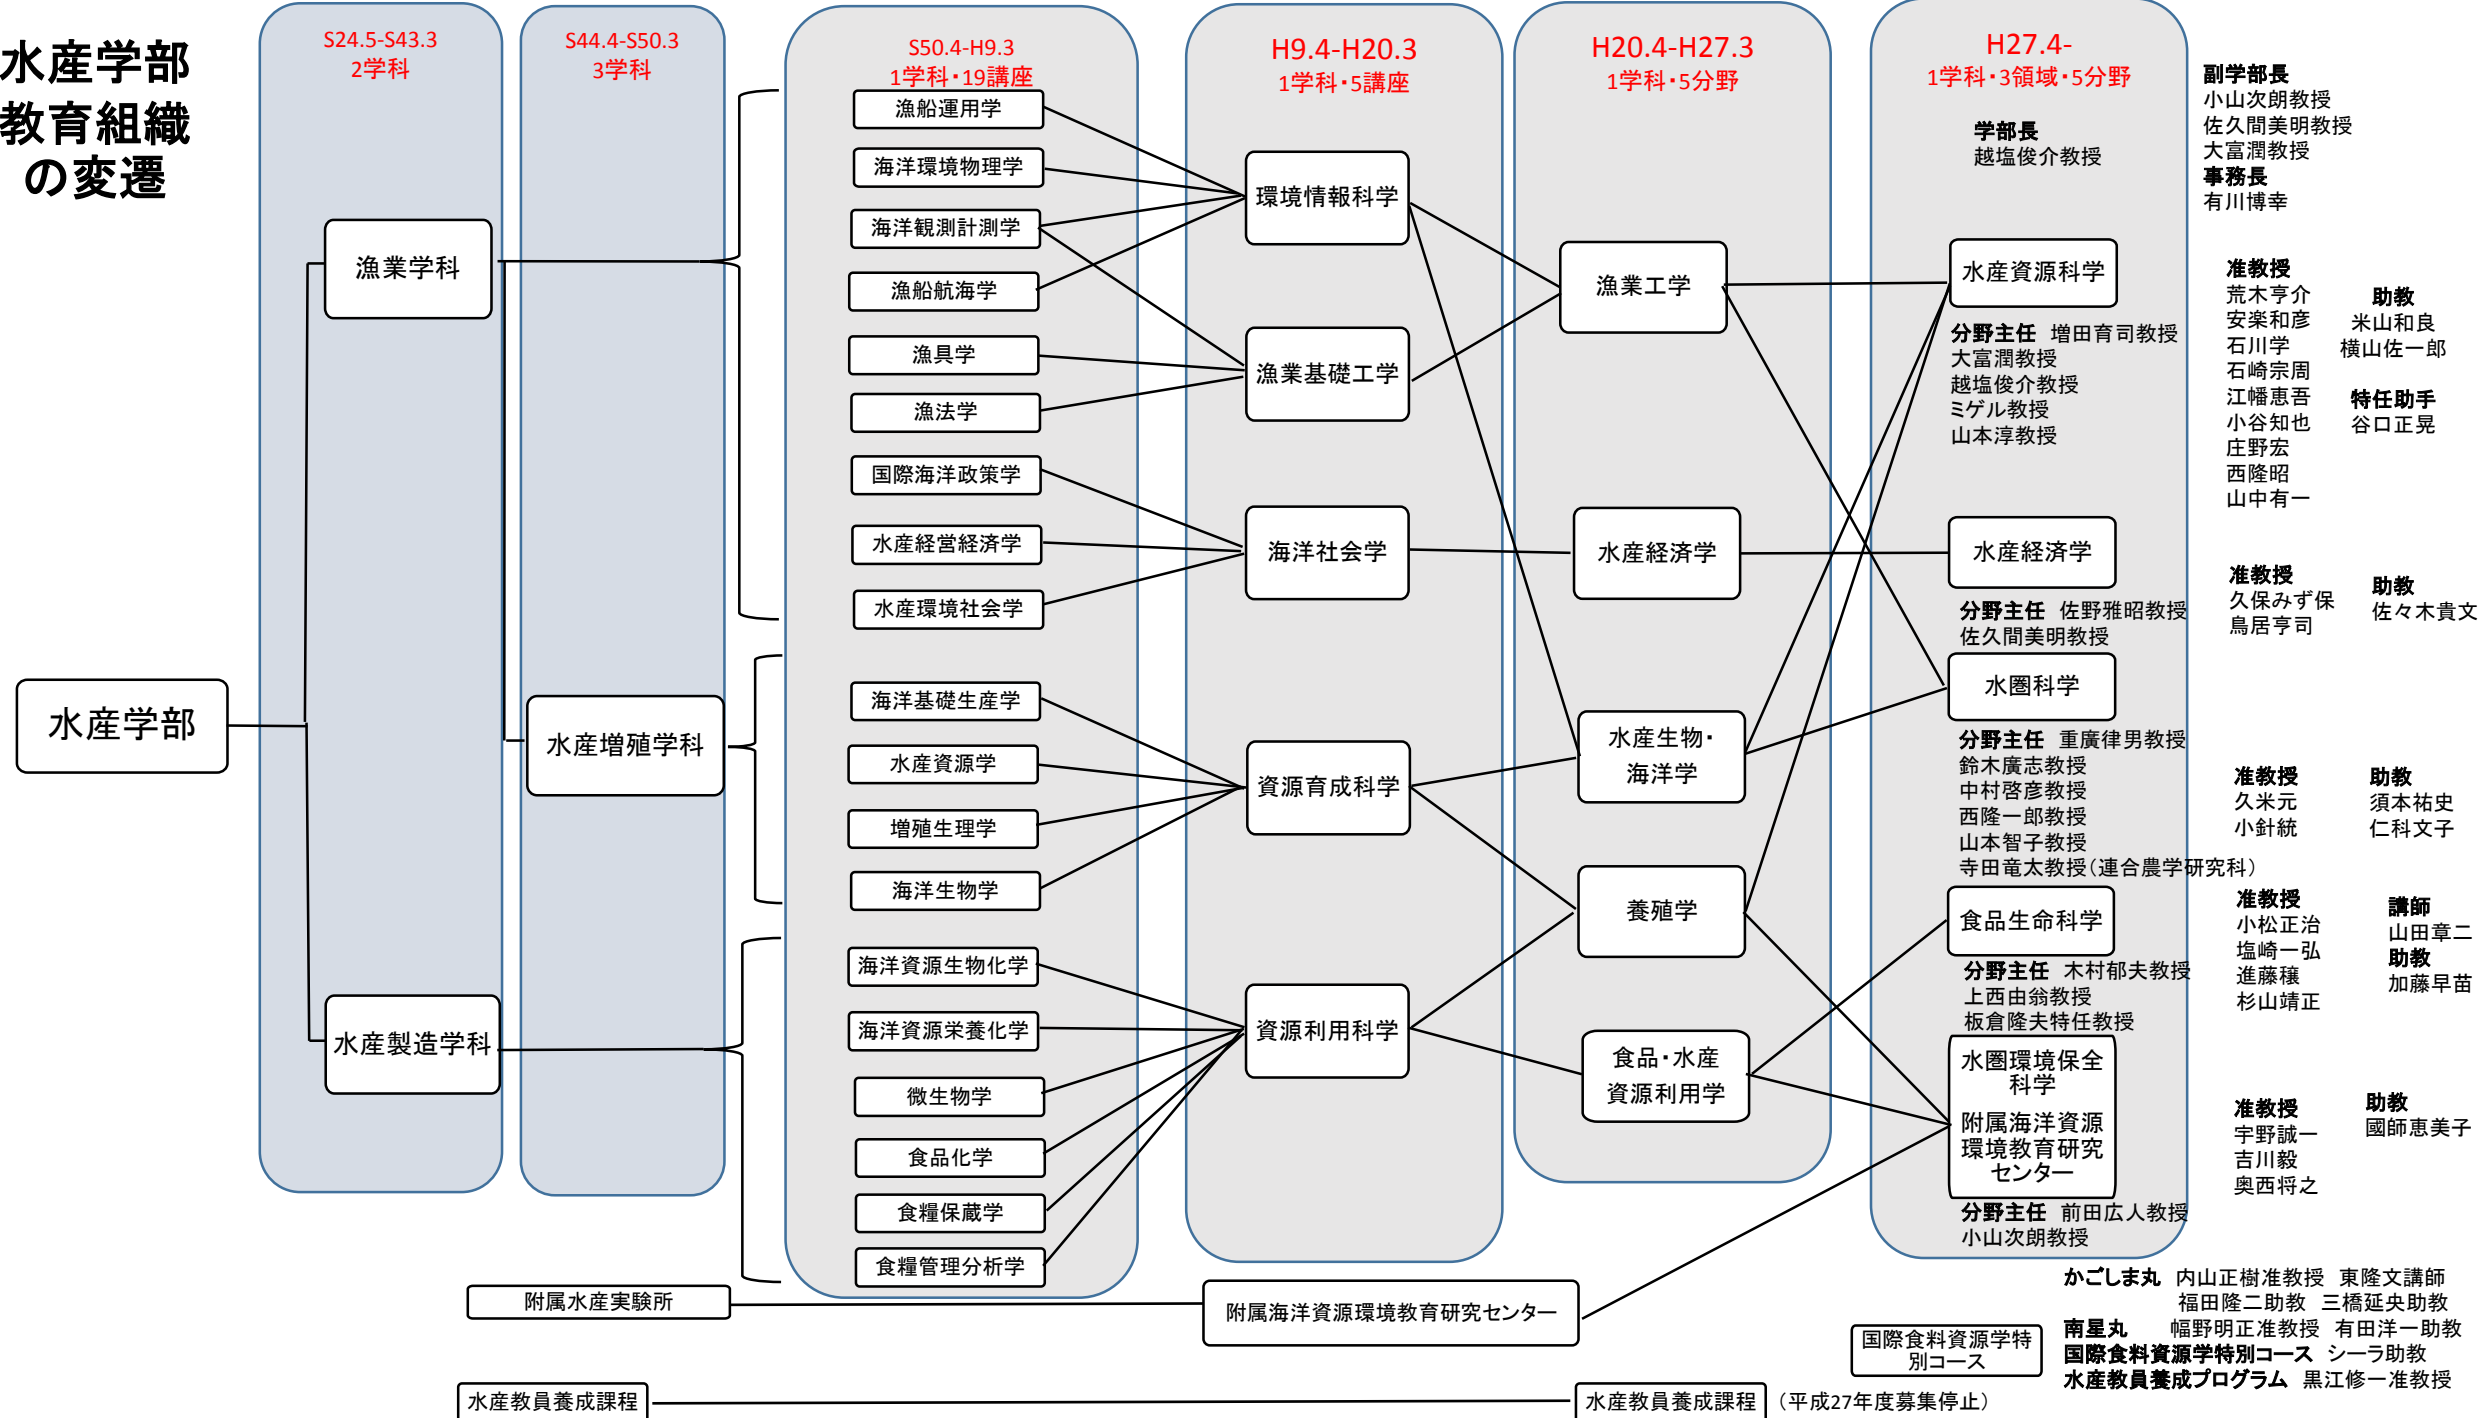 水産学部
教育組織
の変遷
S24.5-S43.3
2学科
S44.4-S50.3
3学科
S50.4-H9.3
1学科・19講座
H9.4-H20.3
1学科・5講座
H20.4-H27.3
1学科・5分野
H27.4-
1学科・3領域・5分野
水産学部
漁業学科
水産製造学科
水産増殖学科
漁船運用学
海洋環境物理学
海洋観測計測学
漁船航海学
漁具学
漁法学
国際海洋政策学
水産経営経済学
水産環境社会学
海洋基礎生産学
水産資源学
増殖生理学
海洋生物学
海洋資源生物化学
海洋資源栄養化学
微生物学
食品化学
食糧保蔵学
食糧管理分析学
環境情報科学
漁業基礎工学
海洋社会学
資源育成科学
資源利用科学
漁業工学
水産経済学
水産生物・
海洋学
養殖学
食品・水産
資源利用学
学部長
越塩俊介教授
副学部長
小山次朗教授
佐久間美明教授
大富潤教授
事務長
有川博幸
水産資源科学
分野主任 増田育司教授
大富潤教授
越塩俊介教授
ミゲル教授
山本淳教授
准教授
荒木亨介
安楽和彦
石川学
石崎宗周
江幡恵吾
小谷知也
庄野宏
西隆昭
山中有一
助教
米山和良
横山佐一郎
特任助手
谷口正晃
水産経済学
分野主任 佐野雅昭教授
佐久間美明教授
准教授
久保みず保
鳥居亨司
助教
佐々木貴文
水圏科学
分野主任 重廣律男教授
鈴木廣志教授
中村啓彦教授
西隆一郎教授
山本智子教授
寺田竜太教授(連合農学研究科)
准教授
久米元
小針統
助教
須本祐史
仁科文子
食品生命科学
分野主任 木村郁夫教授
上西由翁教授
板倉隆夫特任教授
准教授
小松正治
塩崎一弘
進藤穣
杉山靖正
講師
山田章二
助教
加藤早苗
水圏環境保全
科学
附属海洋資源
環境教育研究
センター
分野主任 前田広人教授
小山次朗教授
准教授
宇野誠一
吉川毅
奥西将之
助教
國師恵美子
附属水産実験所
附属海洋資源環境教育研究センター
水産教員養成課程
水産教員養成課程 (平成27年度募集停止)
国際食料資源学特
別コース
かごしま丸 内山正樹准教授 東隆文講師
福田隆二助教 三橋延央助教
南星丸 幅野明正准教授 有田洋一助教
国際食料資源学特別コース シーラ助教
水産教員養成プログラム 黒江修一准教授